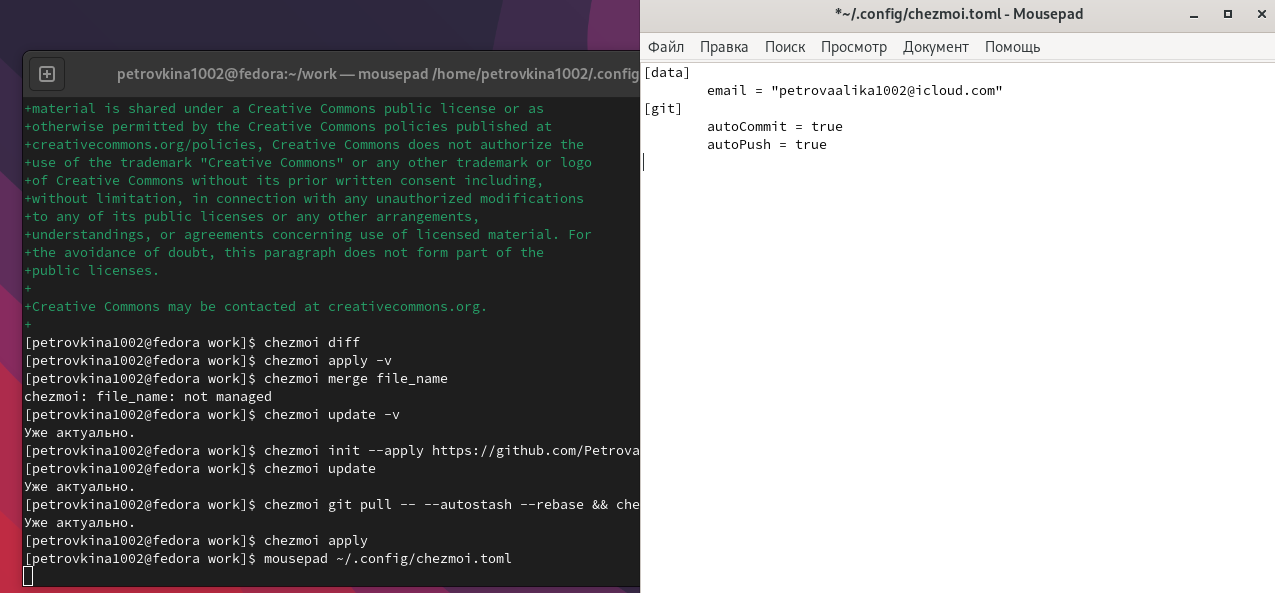 petrovkina1002@fedora:~/work — mousepad /home/petrovkina1002/.config
+material is shared under a Creative Commons public license or as
+otherwise permitted by the Creative Commons policies published at
+creativecommons.org/policies, Creative Commons does not authorize the
+use of the trademark "Creative Commons" or any other trademark or logo
+of Creative Commons without its prior written consent including,
+without limitation, in connection with any unauthorized modifications
+to any of its public licenses or any other arrangements,
+understandings, or agreements concerning use of licensed material. For
+the avoidance of doubt, this paragraph does not form part of the
+public licenses.
+
+Creative Commons may be contacted at creativecommons.org.
+
[petrovkina1002@fedora work]$ chezmoi diff
[petrovkina1002@fedora work]$ chezmoi apply -v
[petrovkina1002@fedora work]$ chezmoi merge file_name
chezmoi: file_name: not managed
[petrovkina1002@fedora work]$ chezmoi update -v
Уже актуально.
[petrovkina1002@fedora work]$ chezmoi init --apply https://github.com/Petrova
[petrovkina1002@fedora work]$ chezmoi update
Уже актуально.
[petrovkina1002@fedora work]$ chezmoi git pull -- --autostash --rebase && che
Уже актуально.
[petrovkina1002@fedora work]$ chezmoi apply
[petrovkina1002@fedora work]$ mousepad ~/.config/chezmoi.toml
*~/.config/chezmoi.toml - Mousepad
Файл Правка Поиск Просмотр Документ Помощь
[data]
email = "petrovaalika1002@icloud.com"
[git]
autoCommit = true
autoPush = true